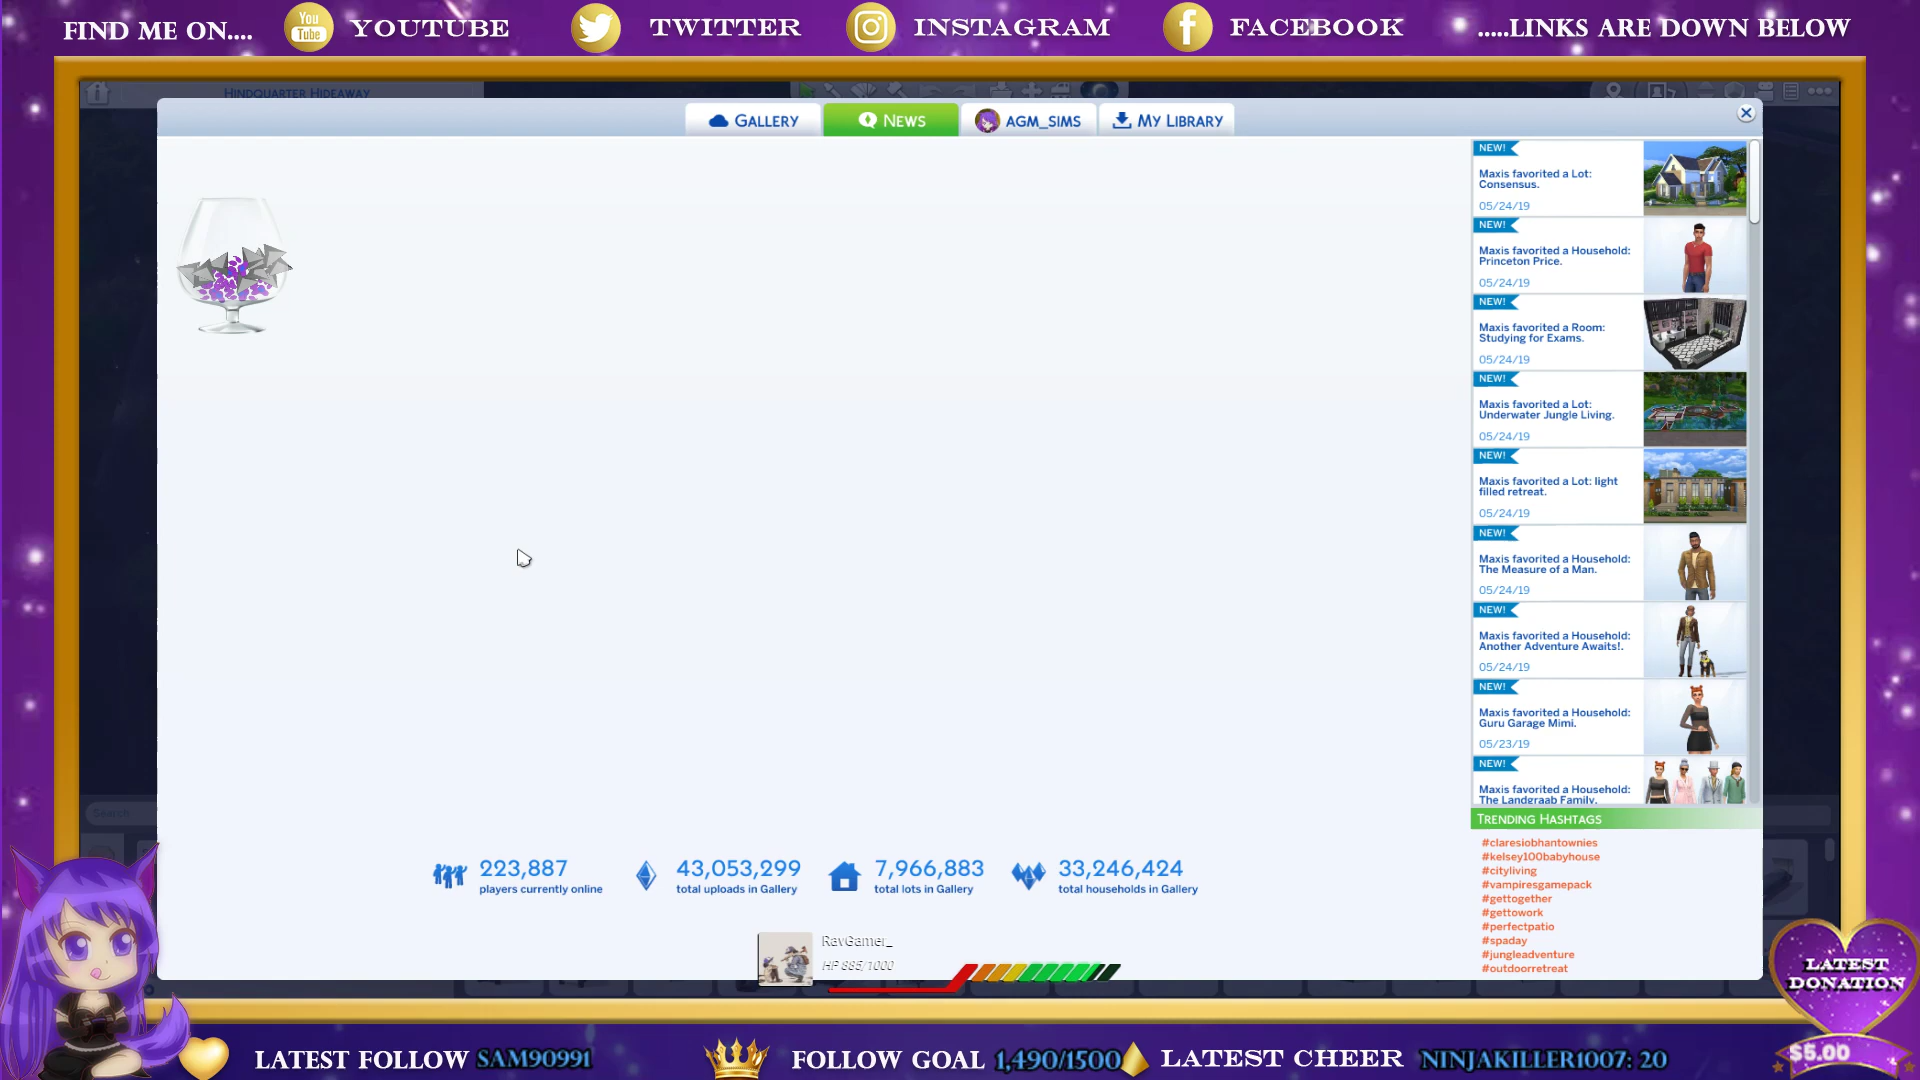 FIND ME ON....
You
Tube
YOUTUBE
TWITTER
INSTAGRAM
FACEBOOK
.....LINKS ARE DOWN BELOW
HINDQUARTER HIDEAWAY
GALLERY
NEWS
AGM_SIMS
MY LIBRARY
NEW!
Maxis favorited a Lot:
Consensus.
05/24/19
NEW!
Maxis favorited a Household:
Princeton Price.
05/24/19
NEW!
Maxis favorited a Room:
Studying for Exams.
05/24/19
NEW!
Maxis favorited a Lot:
Underwater Jungle Living.
05/24/19
NEW!
Maxis favorited a Lot: light
filled retreat.
05/24/19
NEW!
Maxis favorited a Household:
The Measure of a Man.
05/24/19
NEW!
Maxis favorited a Household:
Another Adventure Awaits!.
05/24/19
NEW!
Maxis favorited a Household:
Guru Garage Mimi.
05/23/19
NEW!
Maxis favorited a Household:
The Landgraab Family.
Search
TRENDING HASHTAGS
#claresiobhantownies
#kelsey100babyhouse
#cityliving
#vampiresgamepack
#gettogether
#gettowork
#perfectpatio
#spaday
#jungleadventure
#outdoorretreat
223,887
players currently online
43,053,299
total uploads in Gallery
7,966,883
total lots in Gallery
33,246,424
total households in Gallery
RavGamer_
HP 885/1000
LATEST
DONATION
$5.00
LATEST FOLLOW SAM90991
FOLLOW GOAL 1,490/1500
LATEST CHEER NINJAKILLER1007: 20